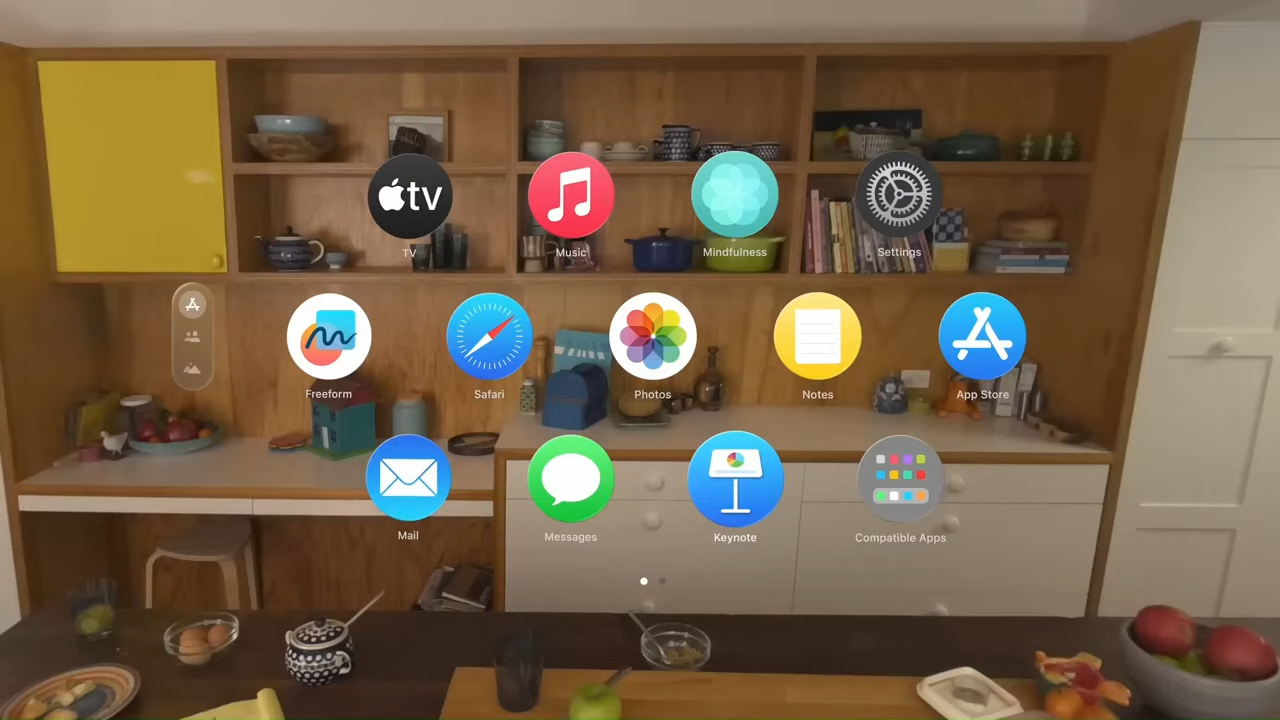 tv
TV
Music
Mindfulness
Settings
Freeform
Safari
Photos
Notes
App Store
Mail
Messages
Keynote
Compatible Apps